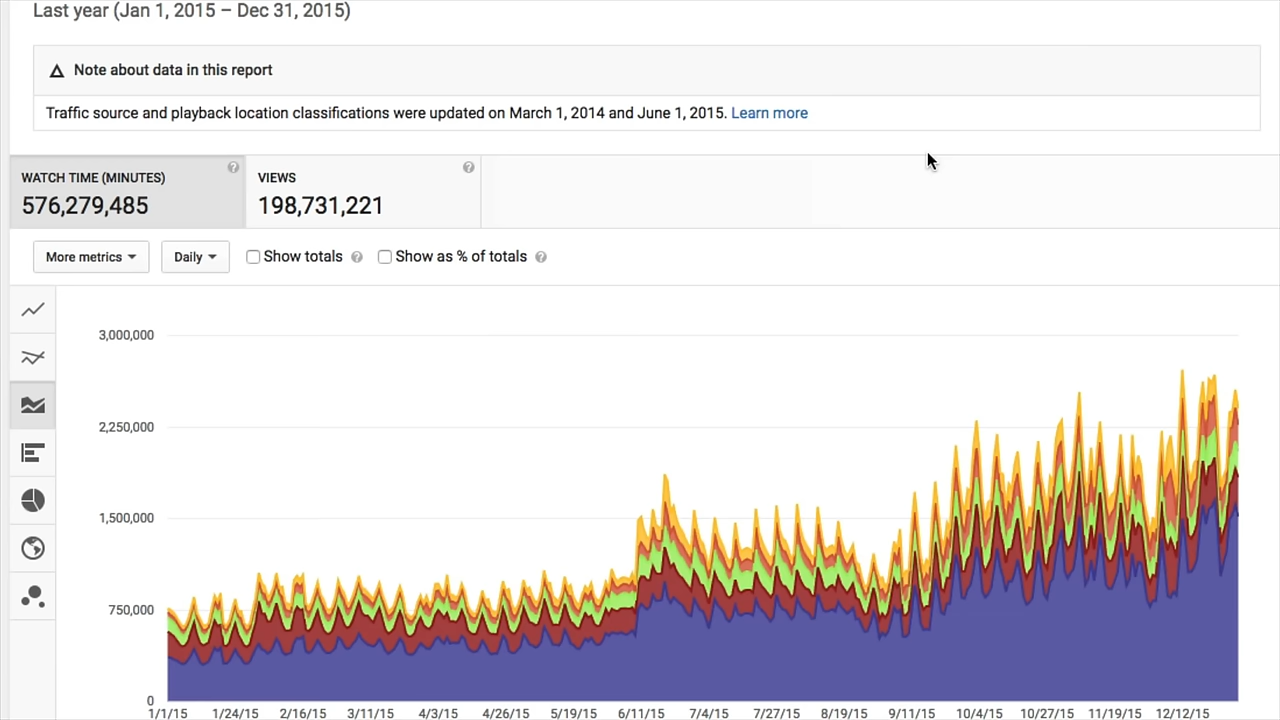 Last year (Jan 1, 2015 – Dec 31, 2015)
Note about data in this report
Traffic source and playback location classifications were updated on March 1, 2014 and June 1, 2015. Learn more
WATCH TIME (MINUTES) ? VIEWS ?
576,279,485 198,731,221
More metrics Daily Show totals ? Show as % of totals ?
3,000,000
2,250,000
1,500,000
750,000
0
1/1/15 1/24/15 2/16/15 3/11/15 4/3/15 4/26/15 5/19/15 6/11/15 7/4/15 7/27/15 8/19/15 9/11/15 10/4/15 10/27/15 11/19/15 12/12/15